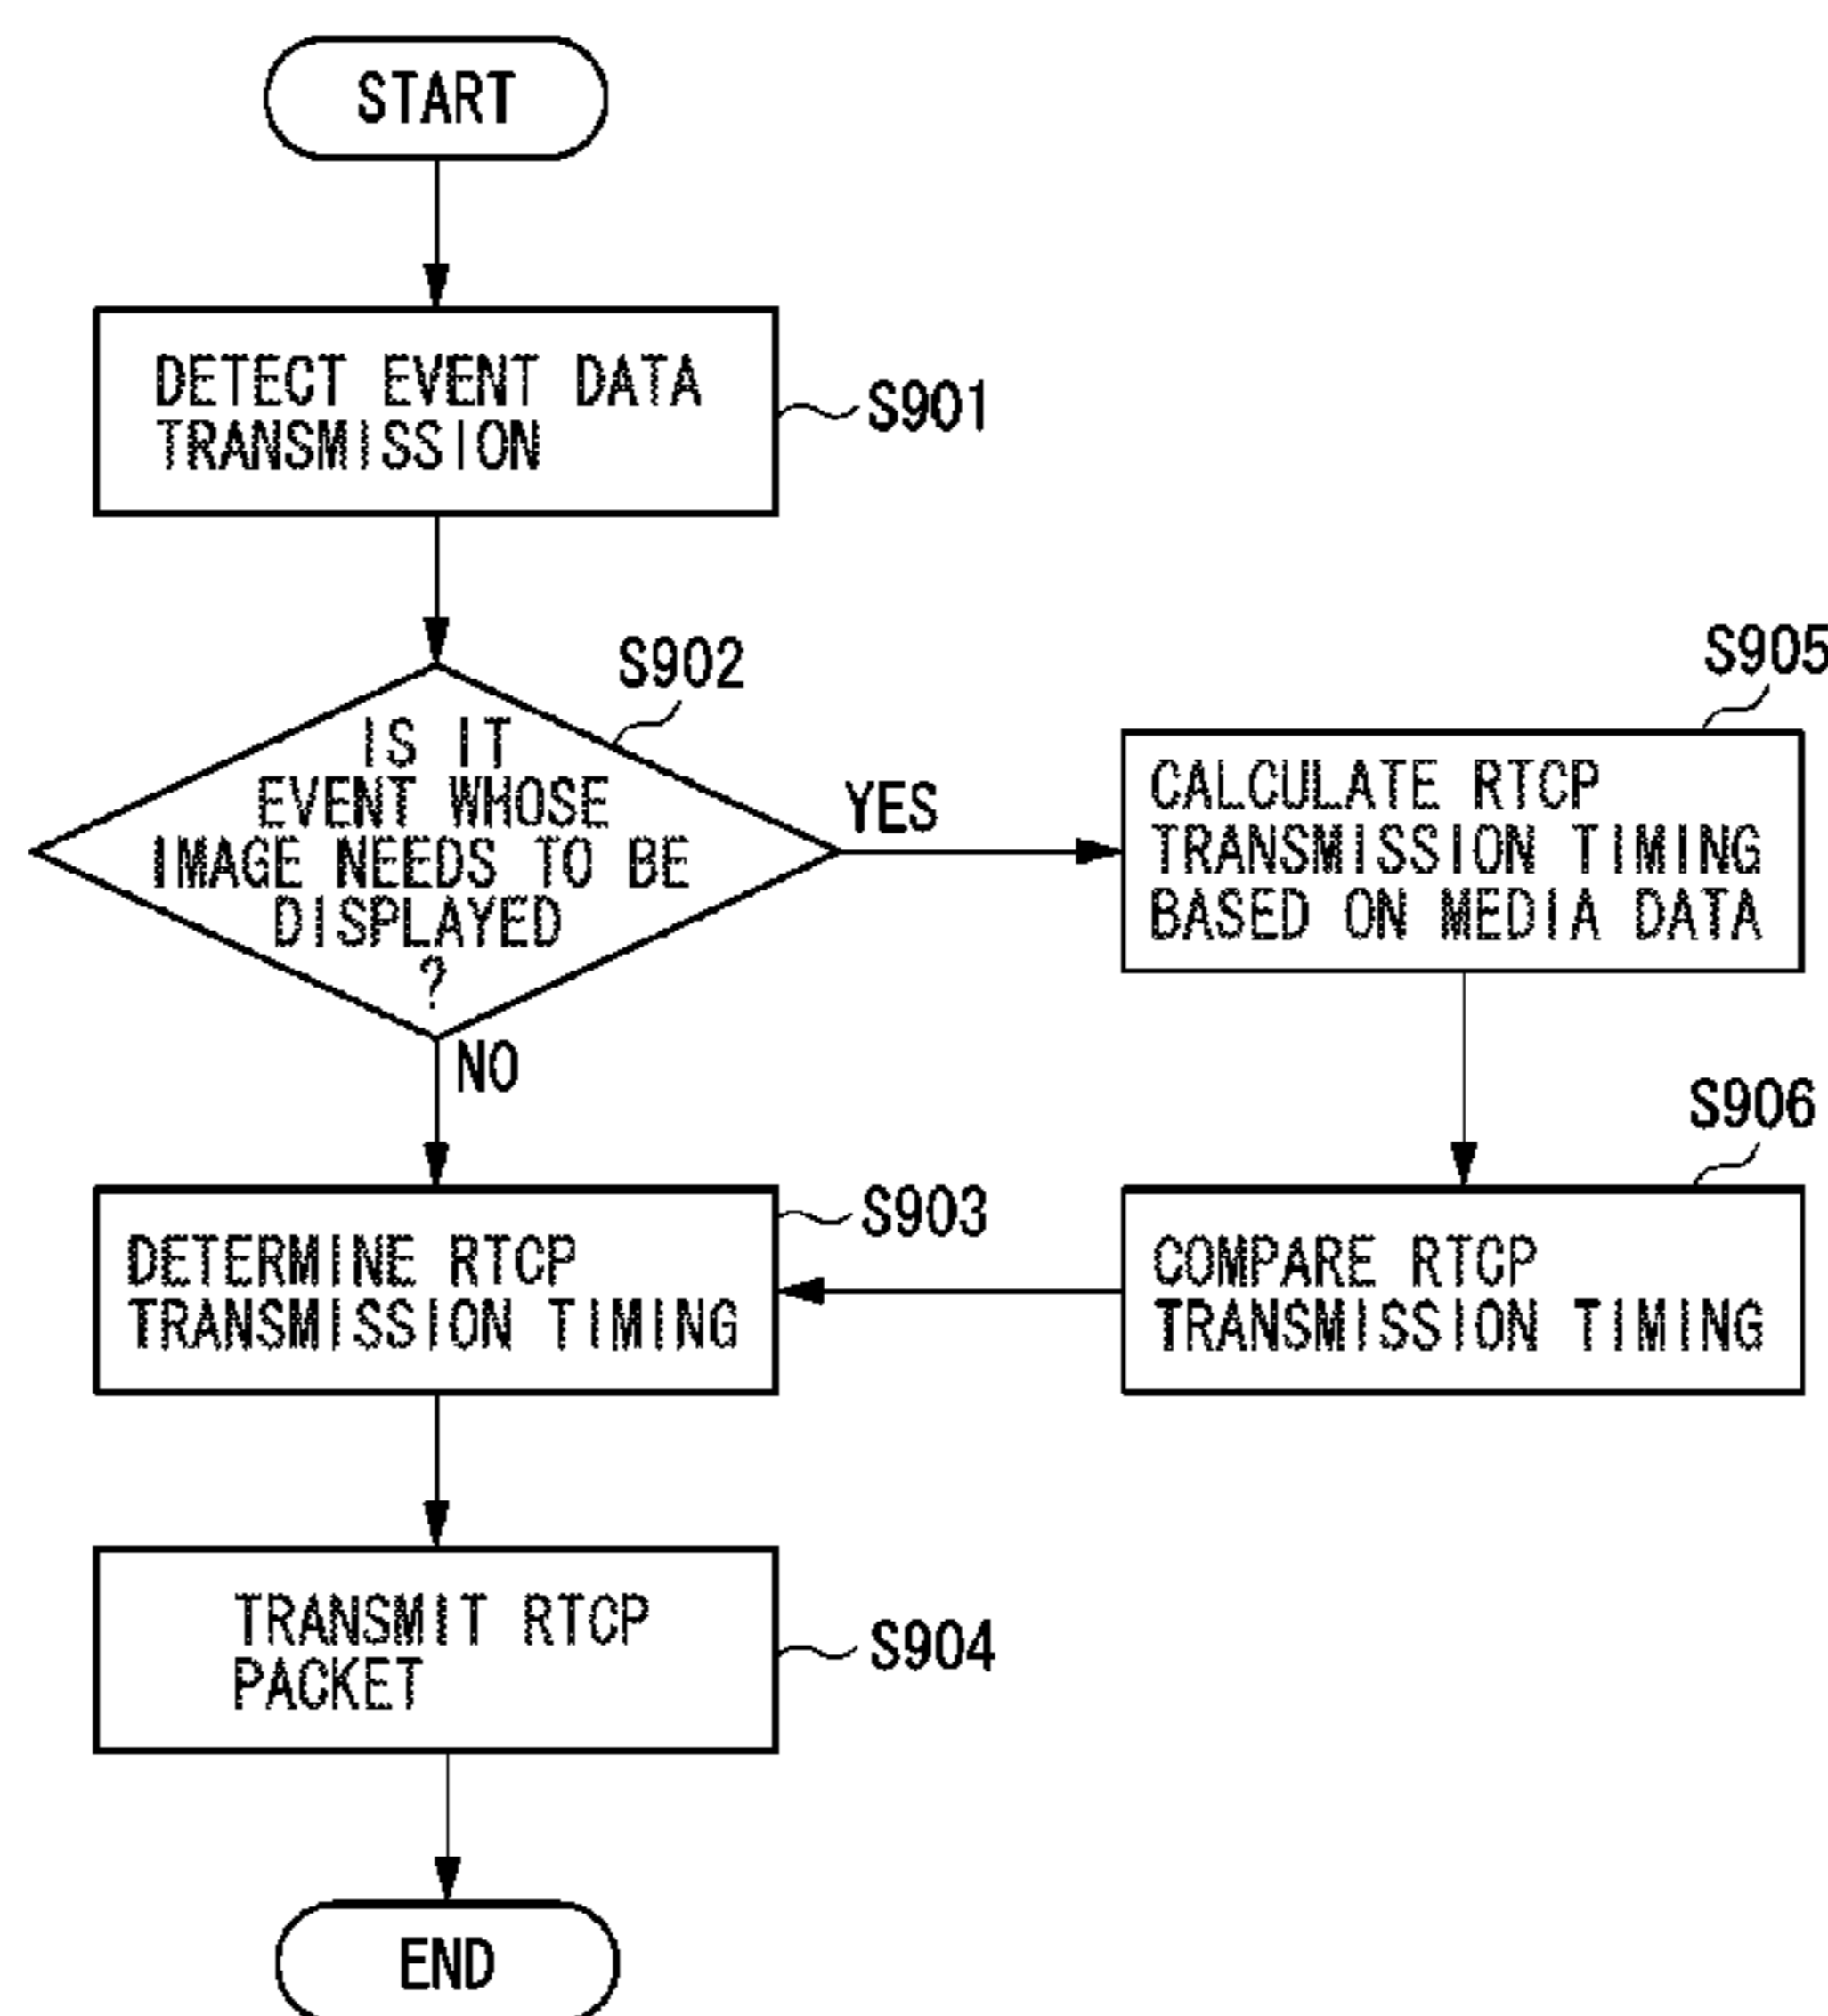 START
DETECT EVENT DATA
TRANSMISSION
S901
S902
IS IT
EVENT WHOSE
IMAGE NEEDS TO BE
DISPLAYED
?
YES
NO
S905
CALCULATE RTCP
TRANSMISSION TIMING
BASED ON MEDIA DATA
S906
COMPARE RTCP
TRANSMISSION TIMING
S903
DETERMINE RTCP
TRANSMISSION TIMING
TRANSMIT RTCP
PACKET
S904
END